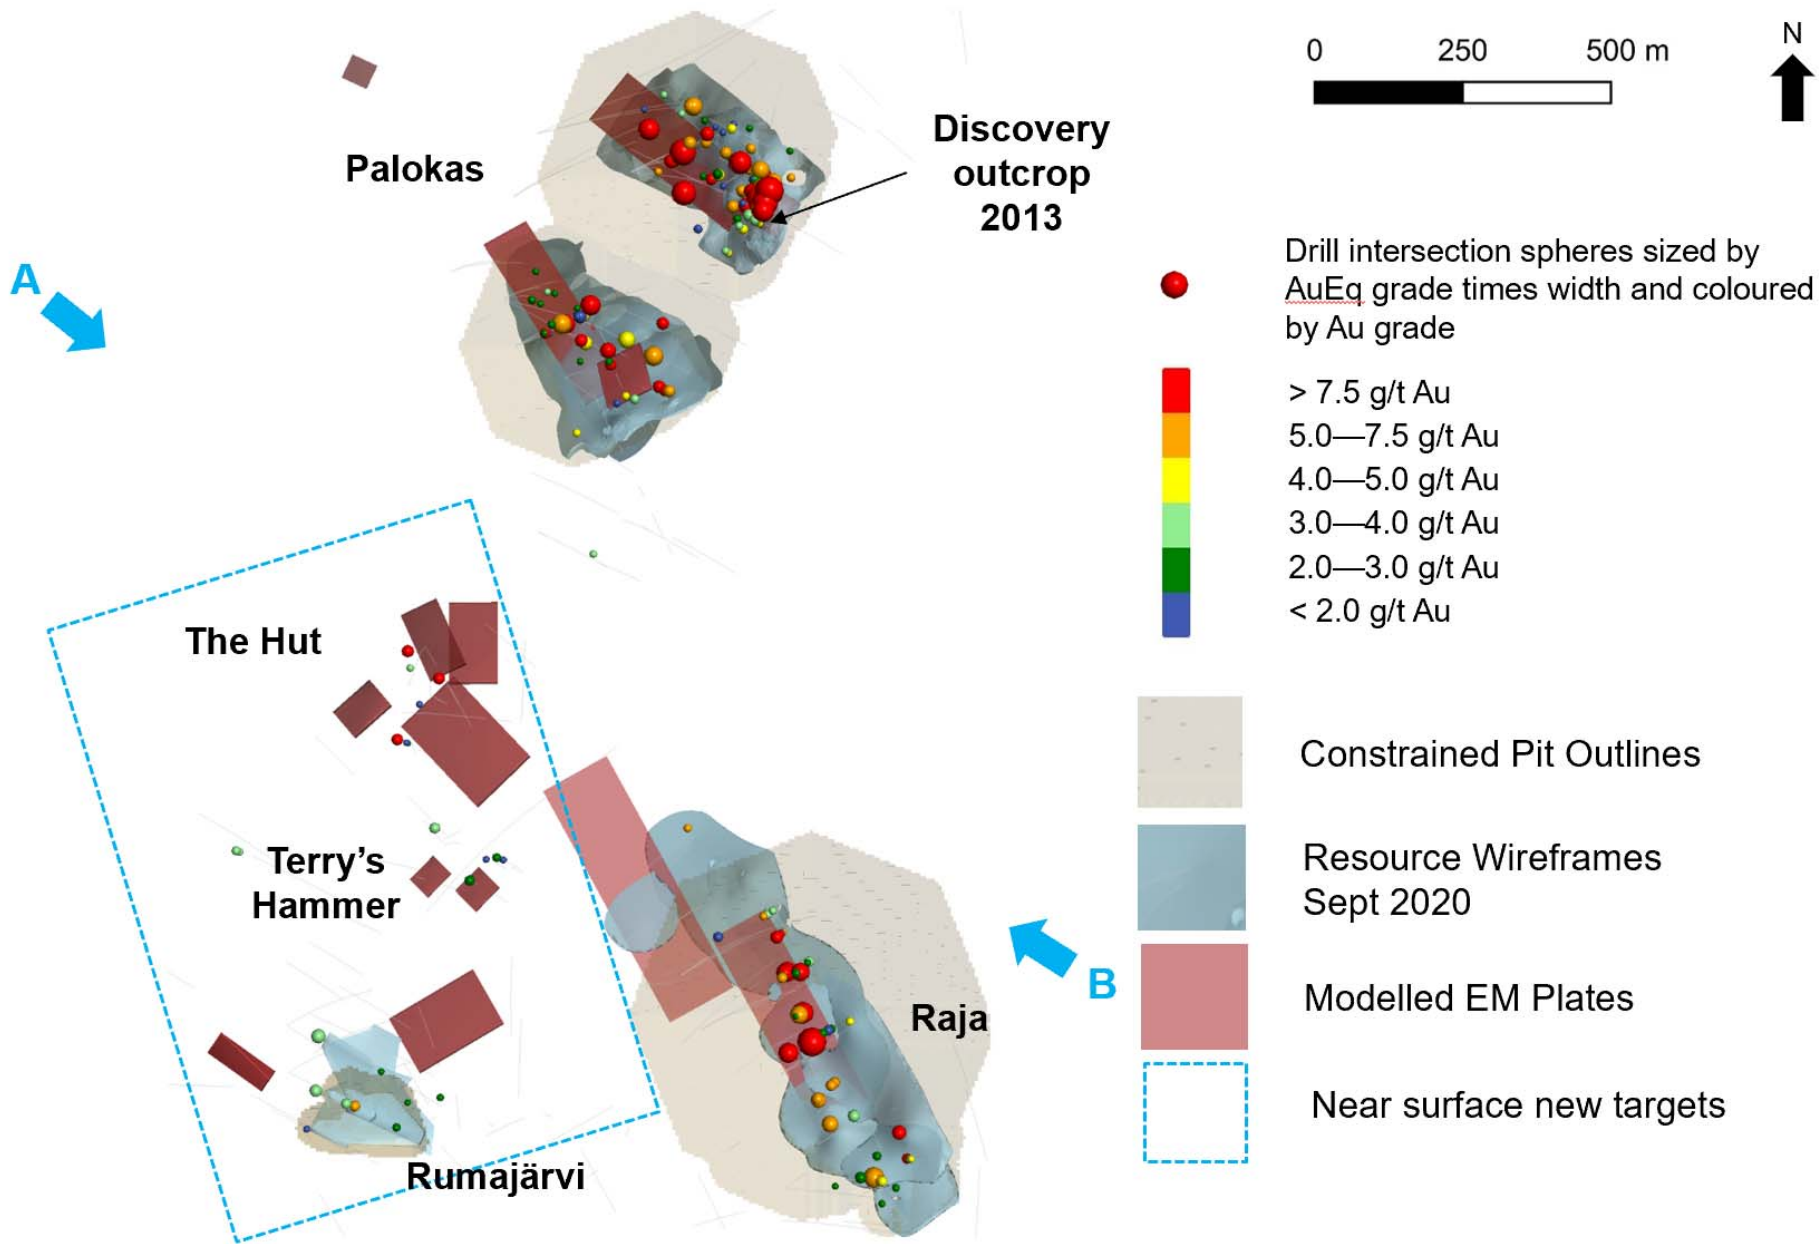 0 250 500 m
N
Palokas
Discovery
outcrop
2013
A
Drill intersection spheres sized by
AuEq grade times width and coloured
by Au grade
> 7.5 g/t Au
5.0—7.5 g/t Au
4.0—5.0 g/t Au
3.0—4.0 g/t Au
2.0—3.0 g/t Au
< 2.0 g/t Au
The Hut
Terry’s
Hammer
Raja
B
Rumajärvi
Constrained Pit Outlines
Resource Wireframes
Sept 2020
Modelled EM Plates
Near surface new targets